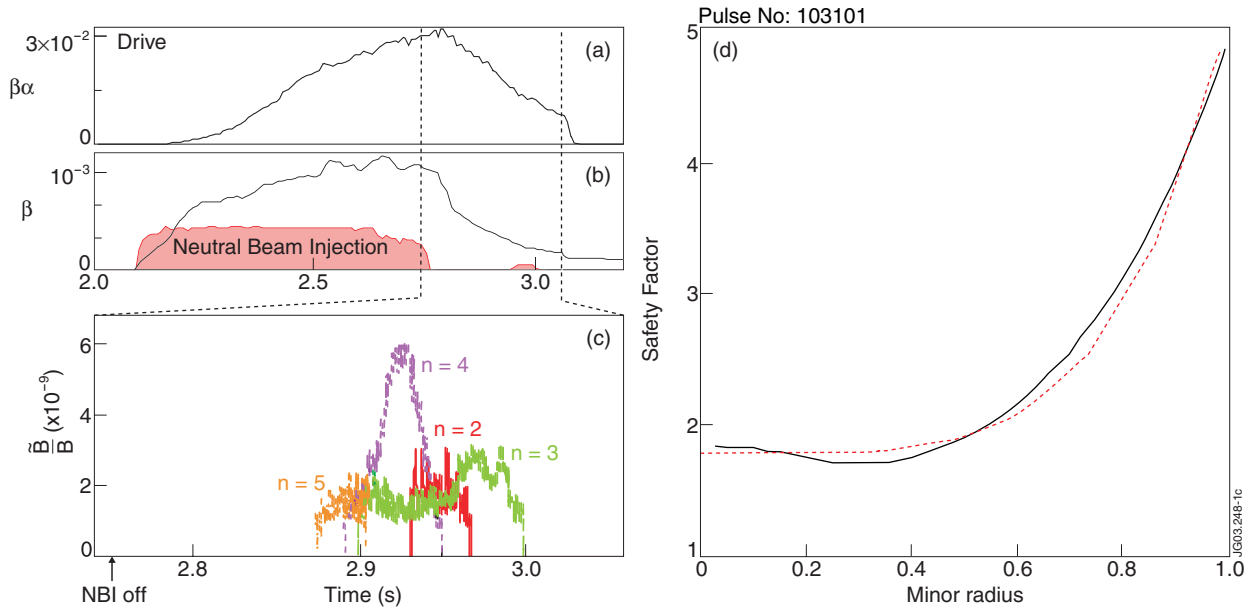 Pulse No: 103101
3×10⁻²
Drive
(a)
βα
0
10⁻³
(b)
β
Neutral Beam Injection
0
2.0
2.5
3.0
(c)
6
n = 4
B̃/B (x10⁻⁹)
4
n = 2
n = 3
n = 5
2
0
2.8
2.9
3.0
NBI off
Time (s)
5
(d)
4
Safety Factor
3
2
1
0
0.2
0.4
0.6
0.8
1.0
Minor radius
JG03.248-1c